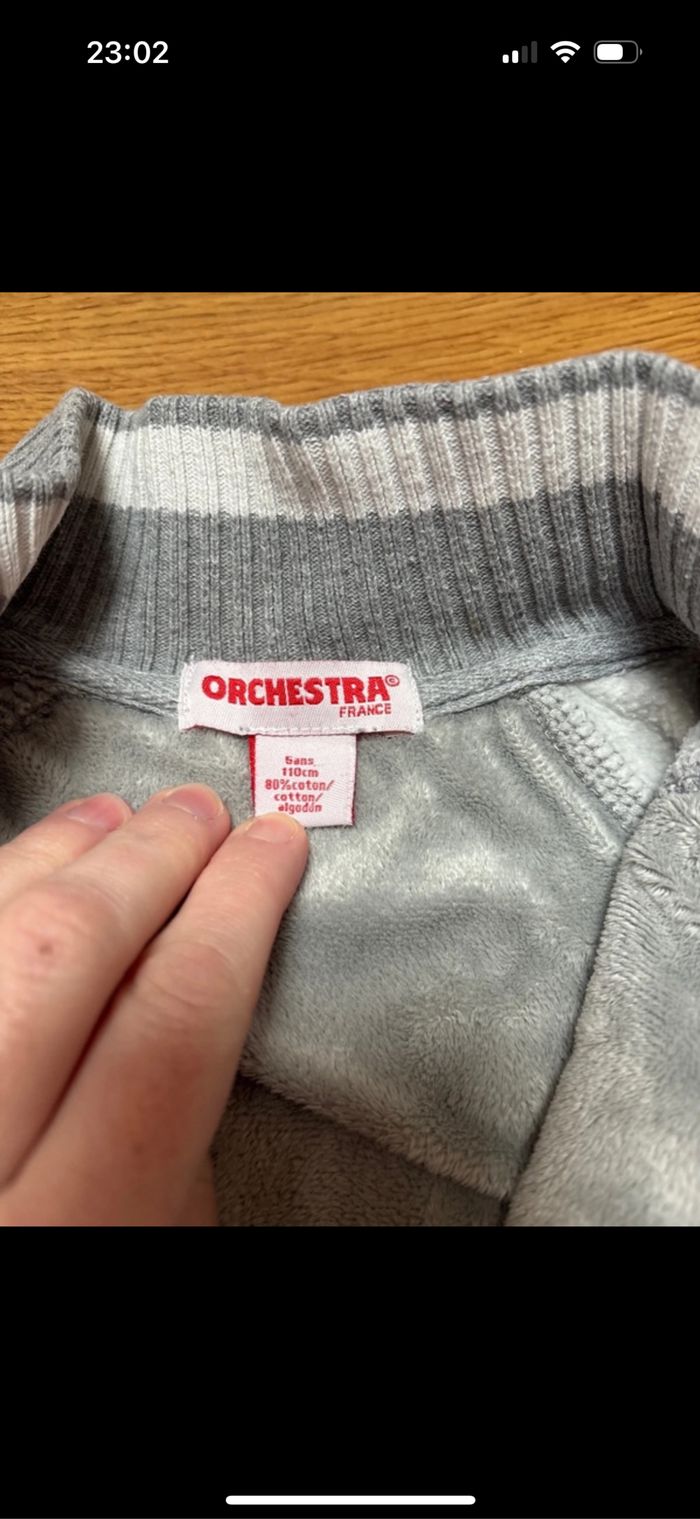 23:02
ORCHESTRA©
FRANCE
5ans
110cm
80%coton/
cotton/
algodón